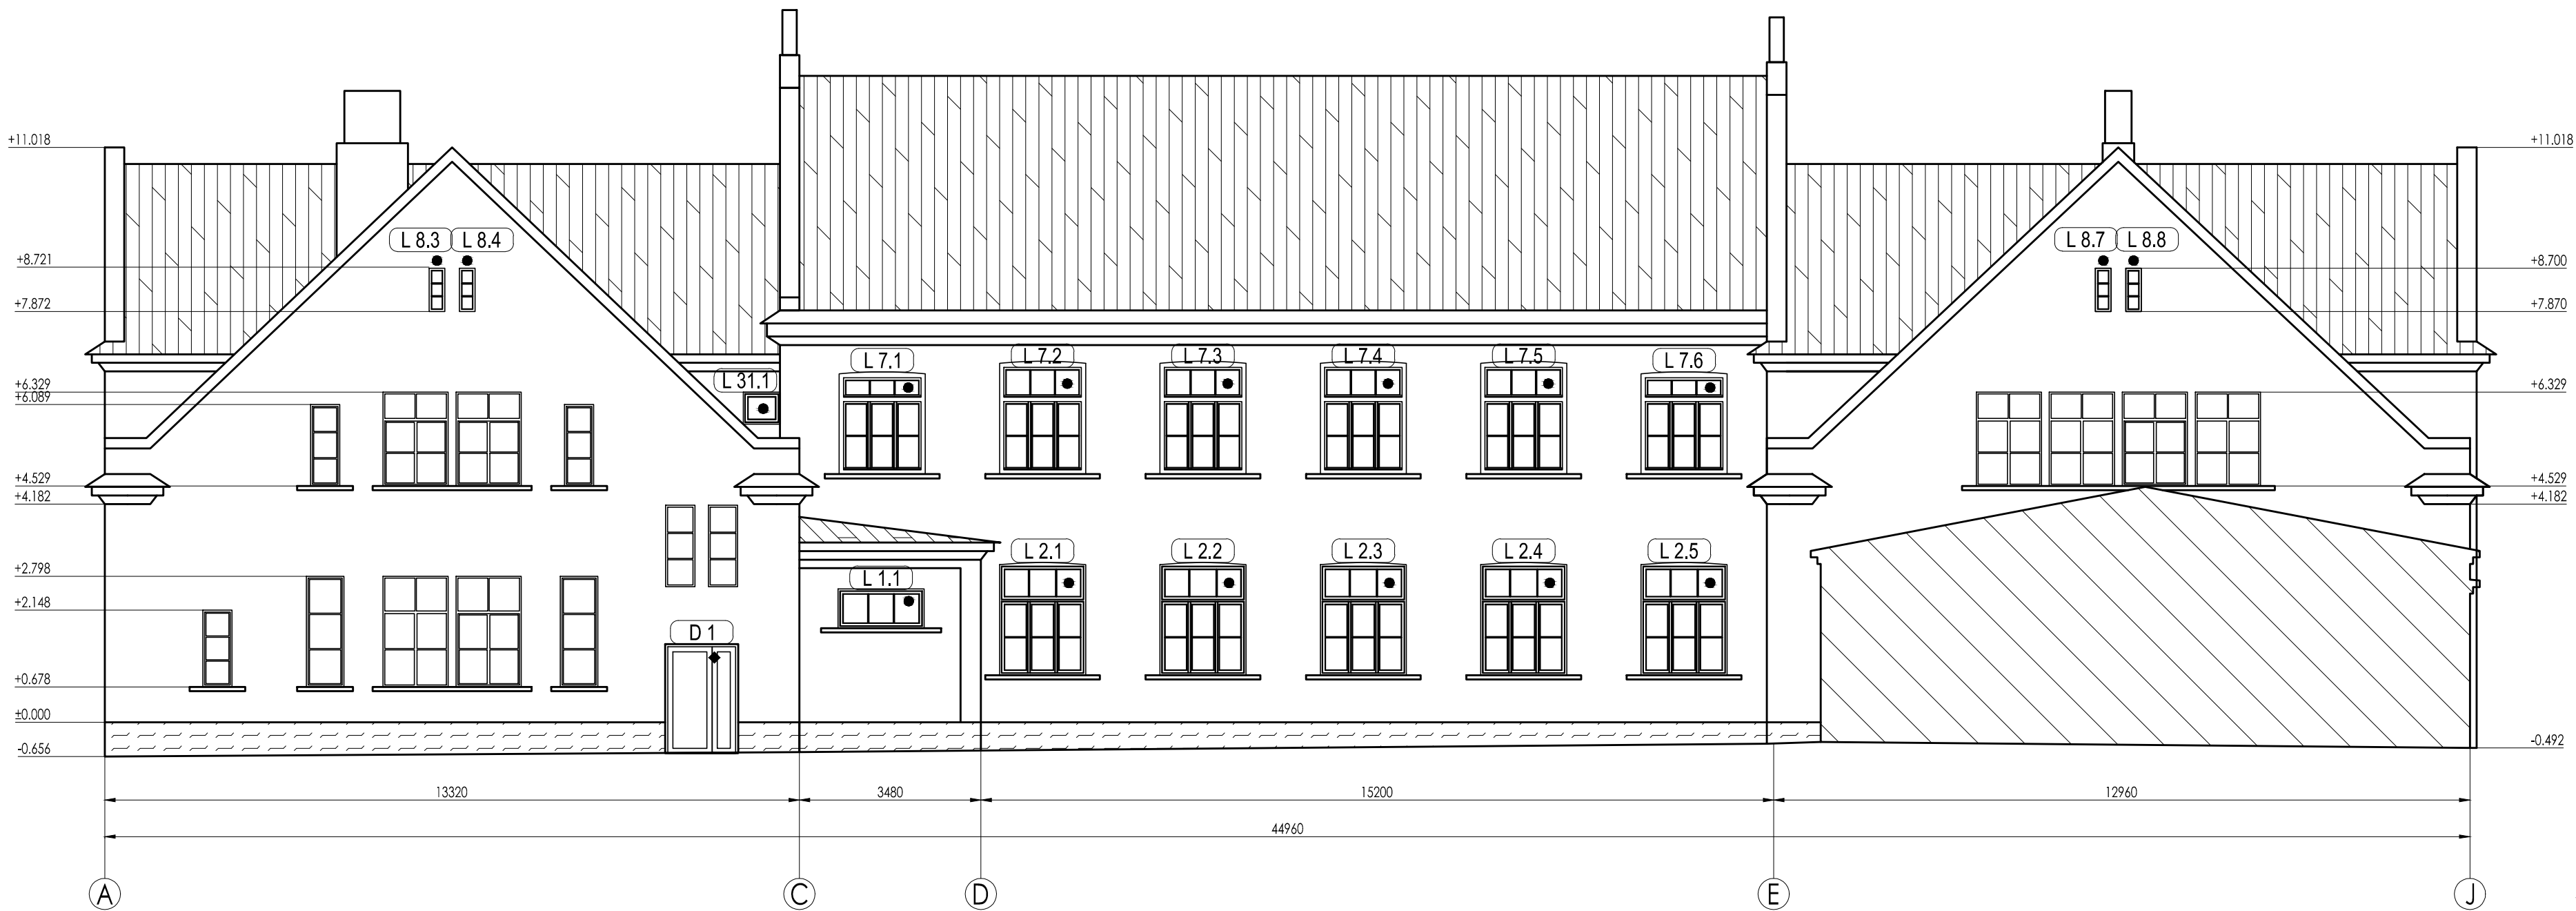 +11.018
+11.018
L 8.3
L 8.4
L 8.7
L 8.8
+8.721
+8.700
+7.872
+7.870
L 7.1
L 7.2
L 7.3
L 7.4
L 7.5
L 7.6
L 31.1
+6.329
+6.329
+6.089
+4.529
+4.529
+4.182
+4.182
L 2.1
L 2.2
L 2.3
L 2.4
L 2.5
L 1.1
+2.798
+2.148
D 1
+0.678
±0.000
-0.656
-0.492
13320
3480
15200
12960
44960
A
C
D
E
J